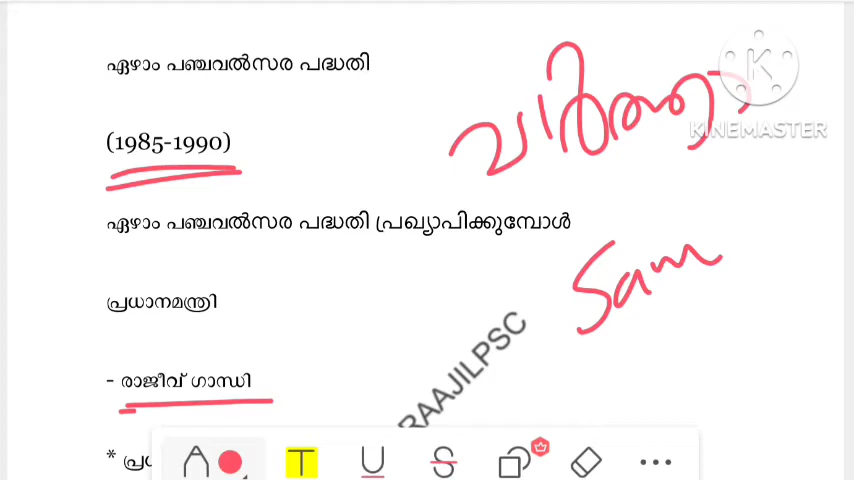 ഏഴാം പഞ്ചവൽസര പദ്ധതി
(1985-1990)
ഏഴാം പഞ്ചവൽസര പദ്ധതി പ്രഖ്യാപിക്കുമ്പോൾ
പ്രധാനമന്ത്രി
- രാജീവ് ഗാന്ധി
KINEMASTER
Sam
RAAJILPSC